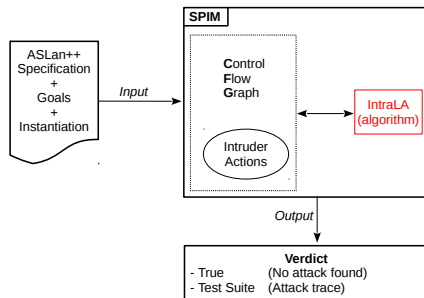 SPIM
ASLan++
Specification
+
Goals
+
Instantiation
Input
Control
Flow
Graph
Intruder
Actions
IntraLA
(algorithm)
Output
Verdict
- True (No attack found)
- Test Suite (Attack trace)